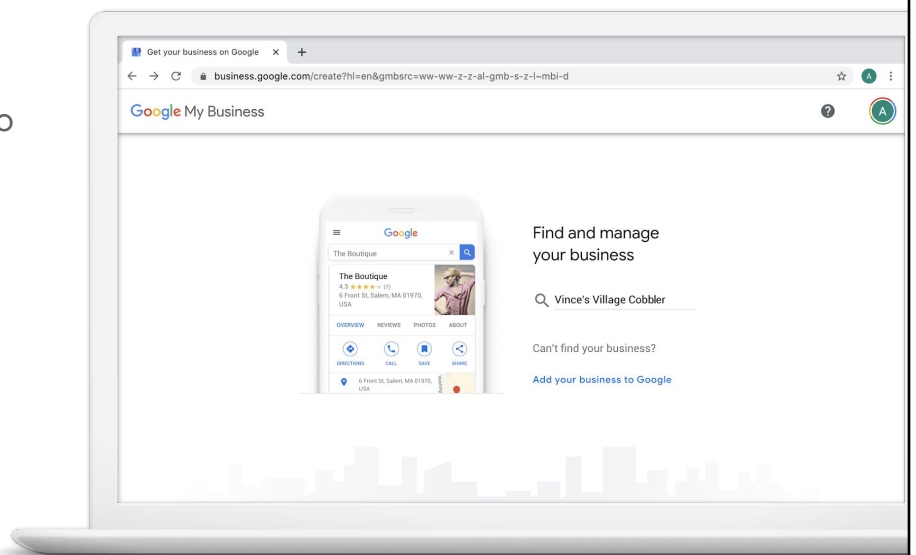 o
Get your business on Google × +
business.google.com/create?hl=en&gmbsrc=ww-ww-z-z-al-gmb-s-z-l~mbi-d
A
Google My Business
A
Google
The Boutique ×
The Boutique
4.3 ★★★★★ (7)
6 Front St, Salem, MA 01970,
USA
OVERVIEW REVIEWS PHOTOS ABOUT
DIRECTIONS CALL SAVE SHARE
6 Front St, Salem, MA 01970,
USA
Find and manage
your business
Vince's Village Cobbler
Can't find your business?
Add your business to Google